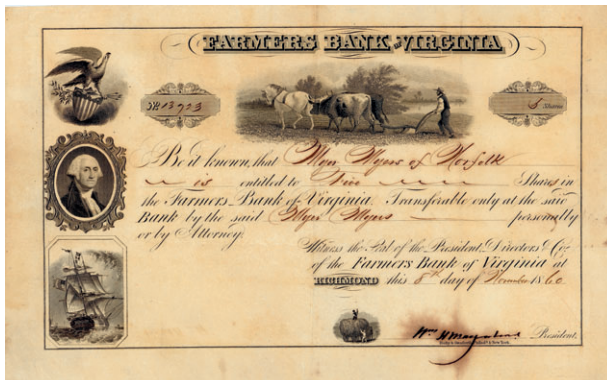 FARMERS BANK OF VIRGINIA
No 13923 5 Shares
Be it known, that Myer Myers of Norfolk
is entitled to Five Shares in
the Farmers Bank of Virginia Transferable only at the said
Bank by the said Myer Myers personally
or by Attorney.
Witness the Seal of the President, Directors & Co.
of the Farmers Bank of Virginia at
RICHMOND this 8th day of November 1860
Wm H Macfarland President.